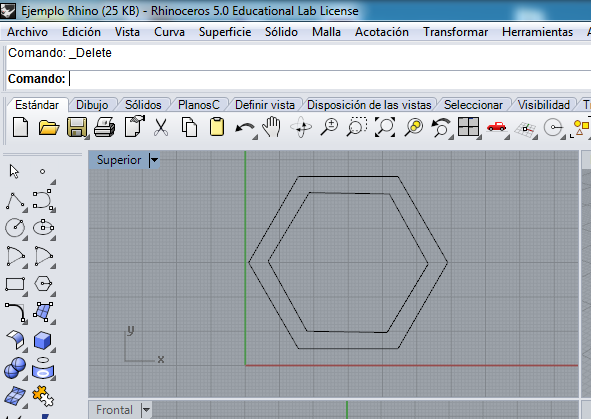 Ejemplo Rhino (25 KB) - Rhinoceros 5.0 Educational Lab License
Archivo Edición Vista Curva Superficie Sólido Malla Acotación Transformar Herramientas
Comando: _Delete
Comando:
Estándar Dibujo Sólidos PlanosC Definir vista Disposición de las vistas Seleccionar Visibilidad
Superior
y
x
Frontal